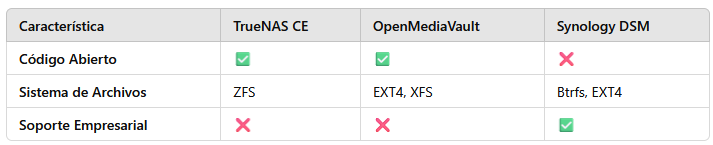 Característica TrueNAS CE OpenMediaVault Synology DSM
Código Abierto ✅ ✅ ❌
Sistema de Archivos ZFS EXT4, XFS Btrfs, EXT4
Soporte Empresarial ❌ ❌ ✅